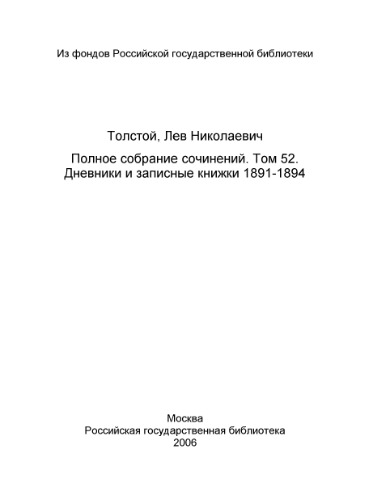 Из фондов Российской государственной библиотеки
Толстой, Лев Николаевич
Полное собрание сочинений. Том 52.
Дневники и записные книжки 1891-1894
Москва
Российская государственная библиотека
2006